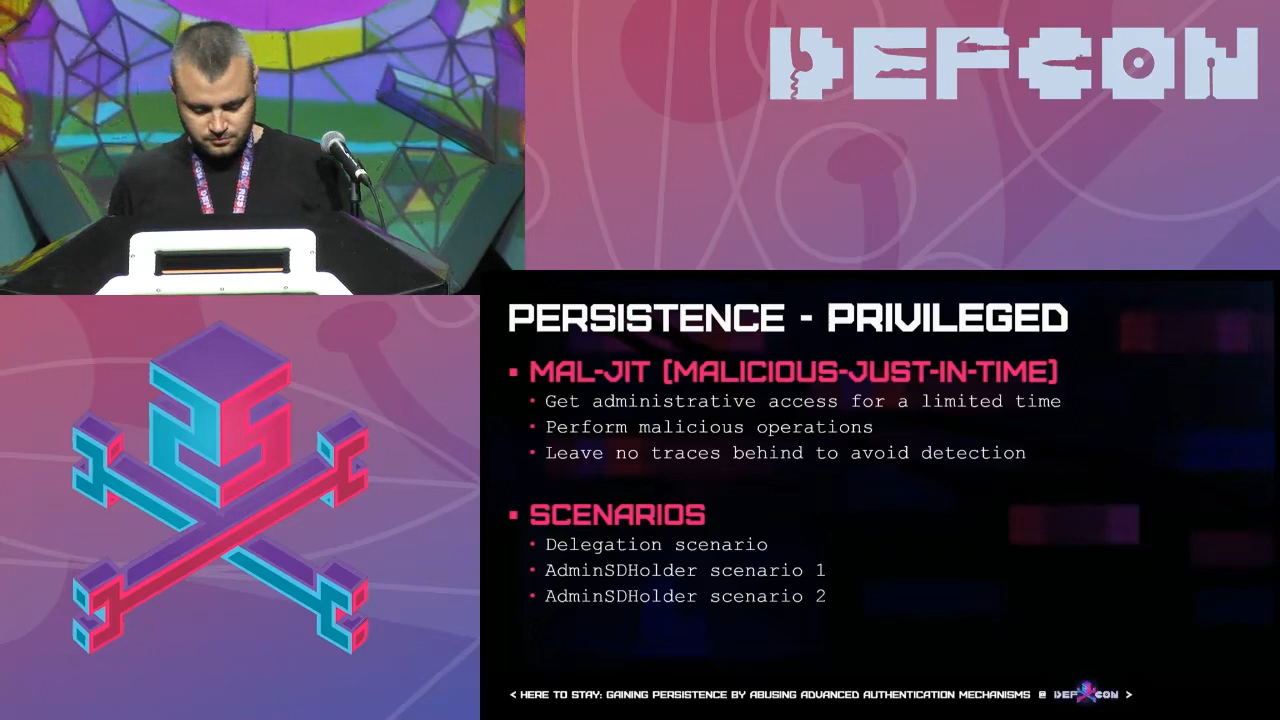 DEFCON
PERSISTENCE - PRIVILEGED
▪ MAL-JIT [MALICIOUS-JUST-IN-TIME]
• Get administrative access for a limited time
• Perform malicious operations
• Leave no traces behind to avoid detection
▪ SCENARIOS
• Delegation scenario
• AdminSDHolder scenario 1
• AdminSDHolder scenario 2
< HERE TO STAY: GAINING PERSISTENCE BY ABUSING ADVANCED AUTHENTICATION MECHANISMS @ DEF CON >